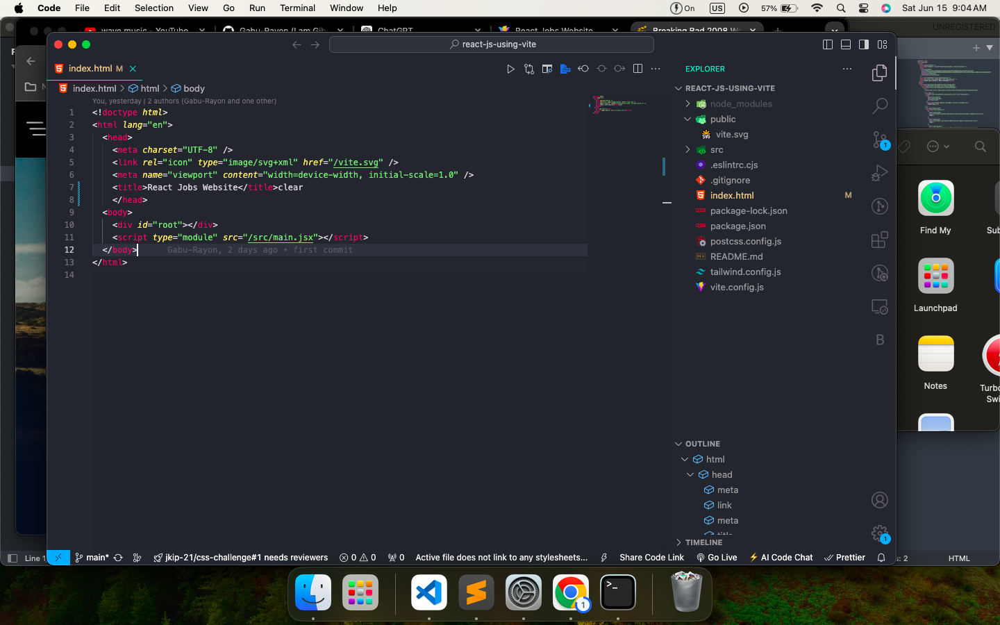 Code File Edit Selection View Go Run Terminal Window Help
On US 57% Sat Jun 15 9:04 AM
wave music - YouTube
Gabu-Rayon (I am Gib
ChatGPT
React Jobs Website
Breaking Bad 2008 W
UNREGISTERED
react-js-using-vite
index.html M
index.html > html > body
You, yesterday | 2 authors (Gabu-Rayon and one other)
1 <!doctype html>
2 <html lang="en">
3 <head>
4 <meta charset="UTF-8" />
5 <link rel="icon" type="image/svg+xml" href="/vite.svg" />
6 <meta name="viewport" content="width=device-width, initial-scale=1.0" />
7 <title>React Jobs Website</title>clear
8 </head>
9 <body>
10 <div id="root"></div>
11 <script type="module" src="/src/main.jsx"></script>
12 </body> Gabu-Rayon, 2 days ago • first commit
13 </html>
14
EXPLORER
REACT-JS-USING-VITE
node_modules
public
vite.svg
src
.eslintrc.cjs
.gitignore
index.html M
package-lock.json
package.json
postcss.config.js
README.md
tailwind.config.js
vite.config.js
OUTLINE
html
head
meta
link
meta
title
TIMELINE
1
B
1
Find My
Launchpad
Notes
Line 1
main* jkip-21/css-challenge#1 needs reviewers 0 0 0 Active file does not link to any stylesheets... Share Code Link Go Live AI Code Chat Prettier
s: 2 HTML
>_
1